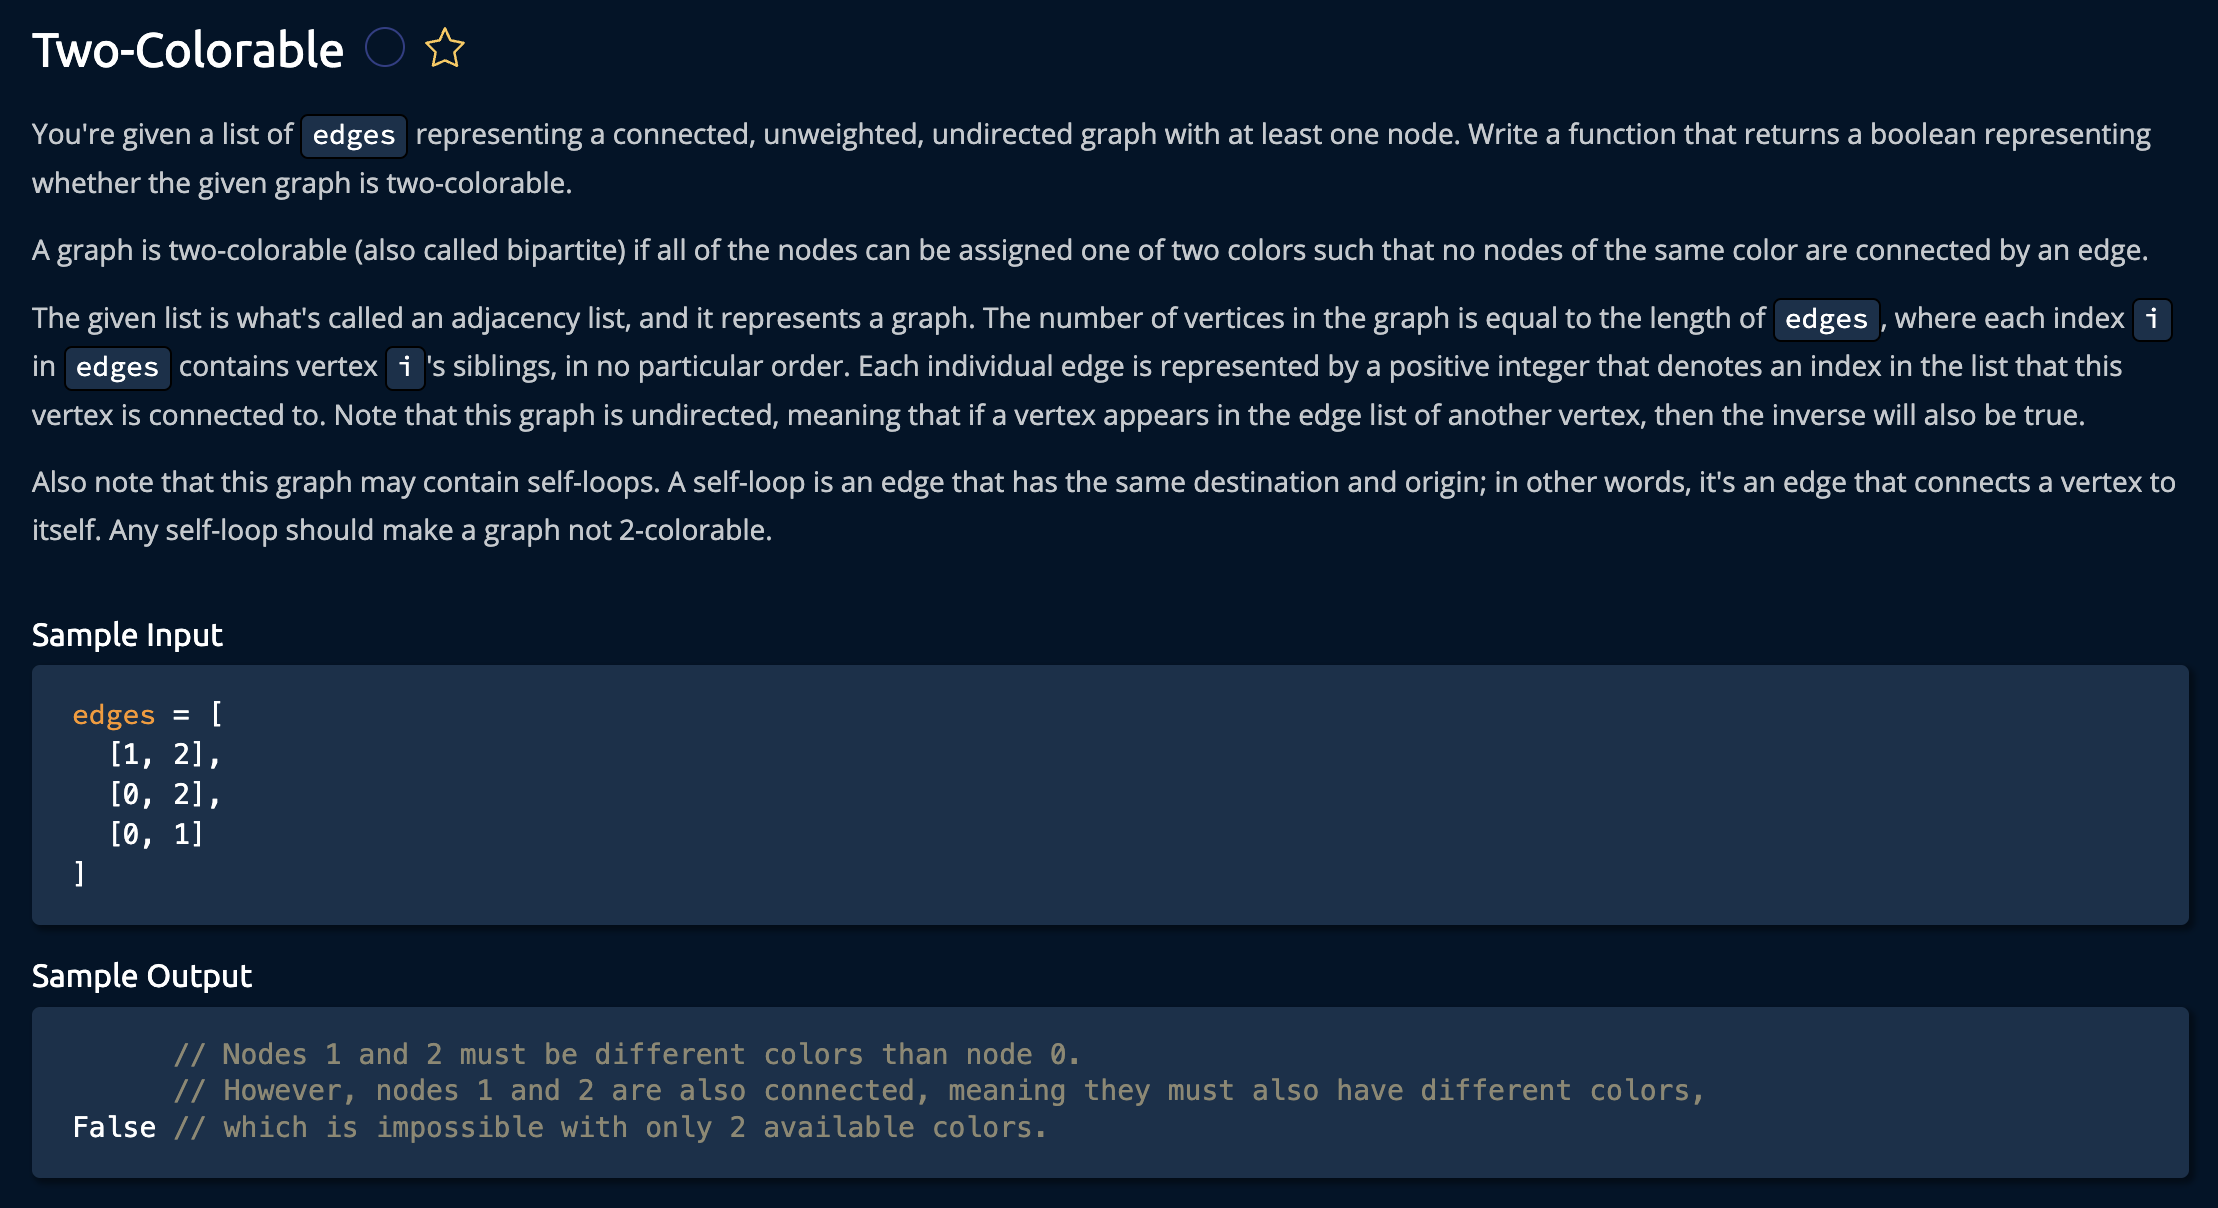 Two-Colorable
You're given a list of edges representing a connected, unweighted, undirected graph with at least one node. Write a function that returns a boolean representing
whether the given graph is two-colorable.
A graph is two-colorable (also called bipartite) if all of the nodes can be assigned one of two colors such that no nodes of the same color are connected by an edge.
The given list is what's called an adjacency list, and it represents a graph. The number of vertices in the graph is equal to the length of edges, where each index i
in edges contains vertex i's siblings, in no particular order. Each individual edge is represented by a positive integer that denotes an index in the list that this
vertex is connected to. Note that this graph is undirected, meaning that if a vertex appears in the edge list of another vertex, then the inverse will also be true.
Also note that this graph may contain self-loops. A self-loop is an edge that has the same destination and origin; in other words, it's an edge that connects a vertex to
itself. Any self-loop should make a graph not 2-colorable.
Sample Input
edges = [
  [1, 2],
  [0, 2],
  [0, 1]
]
Sample Output
// Nodes 1 and 2 must be different colors than node 0.
// However, nodes 1 and 2 are also connected, meaning they must also have different colors,
False // which is impossible with only 2 available colors.